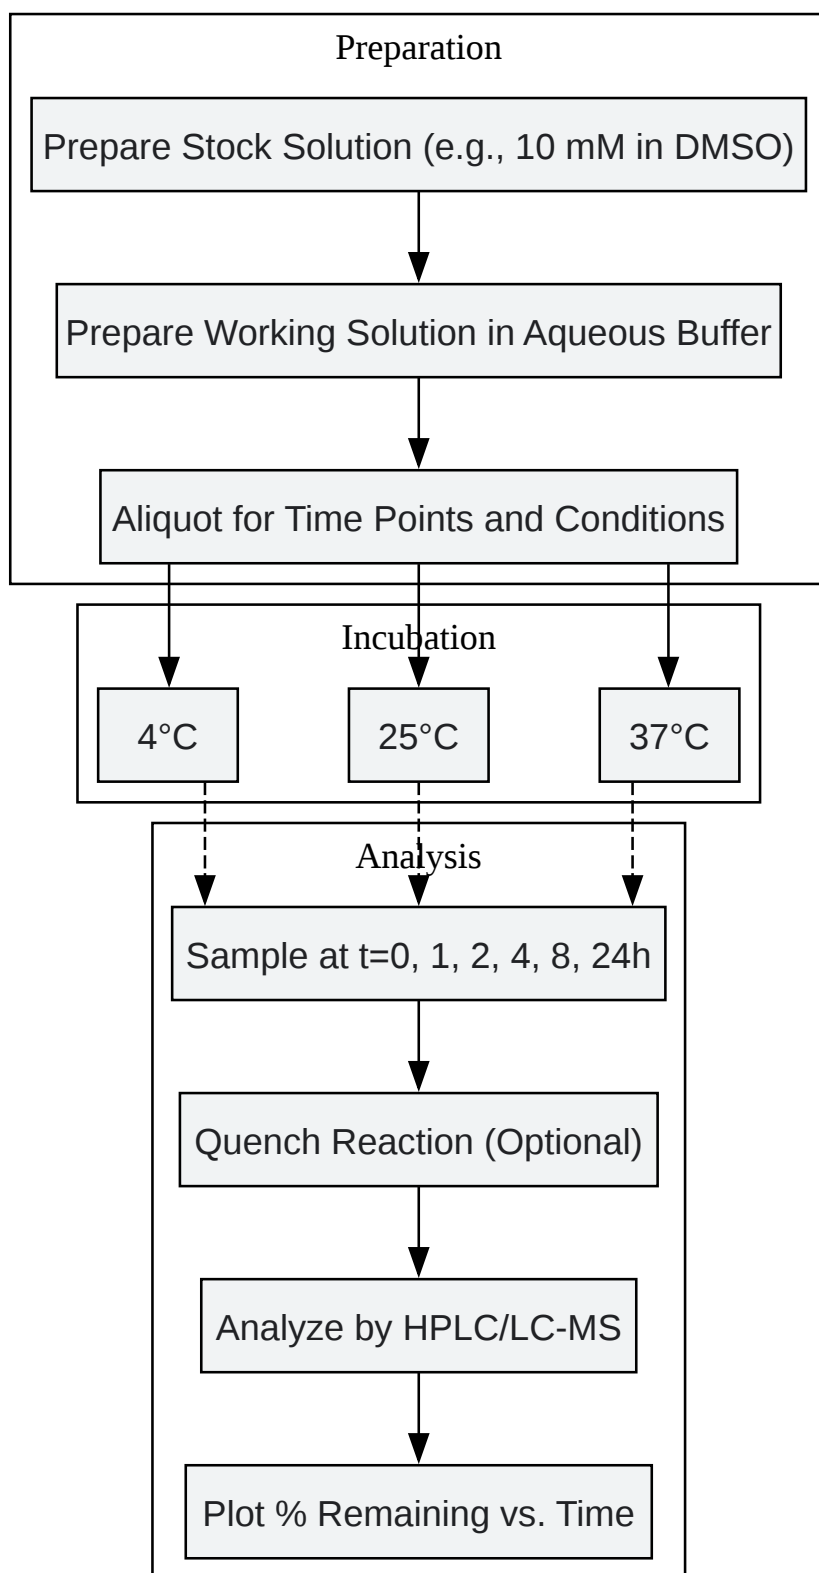 Preparation
Prepare Stock Solution (e.g., 10 mM in DMSO)
Prepare Working Solution in Aqueous Buffer
Aliquot for Time Points and Conditions
Incubation
4°C
25°C
37°C
Analysis
Sample at t=0, 1, 2, 4, 8, 24h
Quench Reaction (Optional)
Analyze by HPLC/LC-MS
Plot % Remaining vs. Time